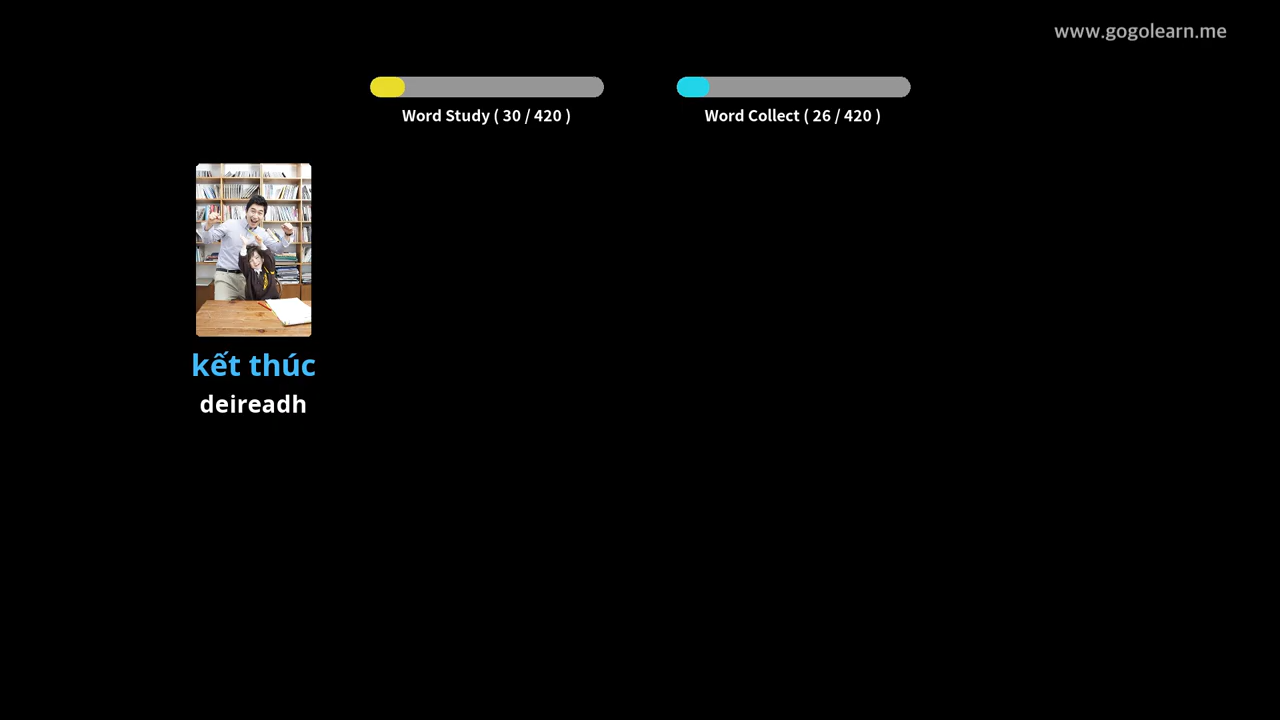 www.gogolearn.me
Word Study ( 30 / 420 )
Word Collect ( 26 / 420 )
kết thúc
deireadh